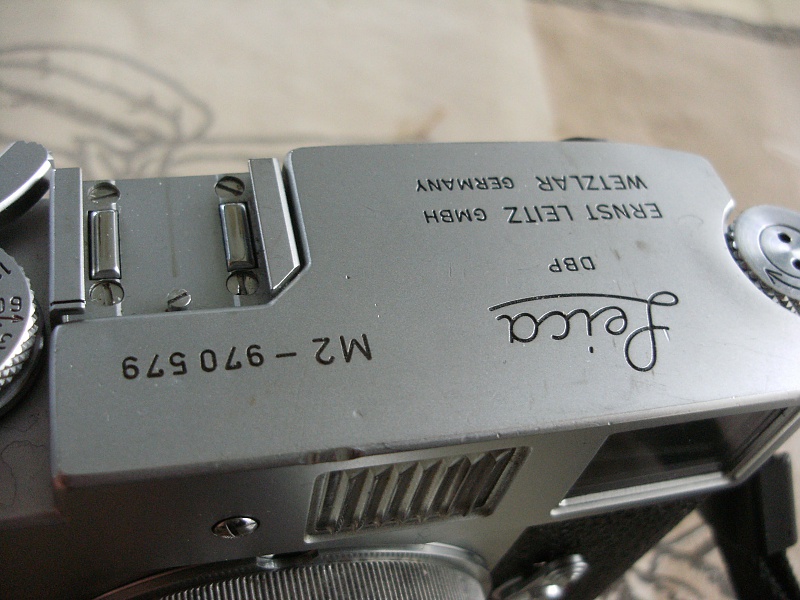 Leica
DBP
ERNST LEITZ GMBH
WETZLAR GERMANY
M2-970579